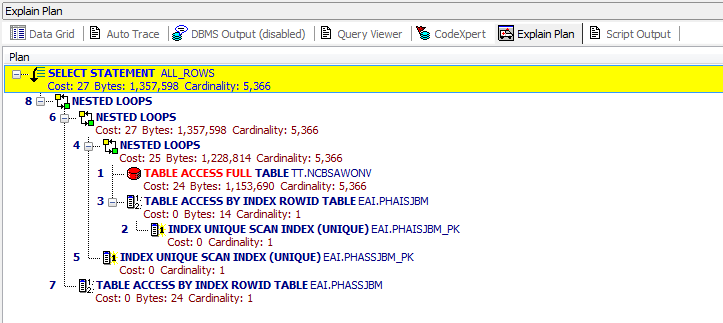 Explain Plan
Data Grid Auto Trace DBMS Output (disabled) Query Viewer CodeXpert Explain Plan Script Output
Plan
SELECT STATEMENT ALL_ROWS
Cost: 27 Bytes: 1,357,598 Cardinality: 5,366
8 NESTED LOOPS
6 NESTED LOOPS
Cost: 27 Bytes: 1,357,598 Cardinality: 5,366
4 NESTED LOOPS
Cost: 25 Bytes: 1,228,814 Cardinality: 5,366
1 TABLE ACCESS FULL TABLE TT.NCBSAWONV
Cost: 24 Bytes: 1,153,690 Cardinality: 5,366
3 TABLE ACCESS BY INDEX ROWID TABLE EAI.PHAISJBM
Cost: 0 Bytes: 14 Cardinality: 1
2 INDEX UNIQUE SCAN INDEX (UNIQUE) EAI.PHAISJBM_PK
Cost: 0 Cardinality: 1
5 INDEX UNIQUE SCAN INDEX (UNIQUE) EAI.PHASSJBM_PK
Cost: 0 Cardinality: 1
7 TABLE ACCESS BY INDEX ROWID TABLE EAI.PHASSJBM
Cost: 0 Bytes: 24 Cardinality: 1